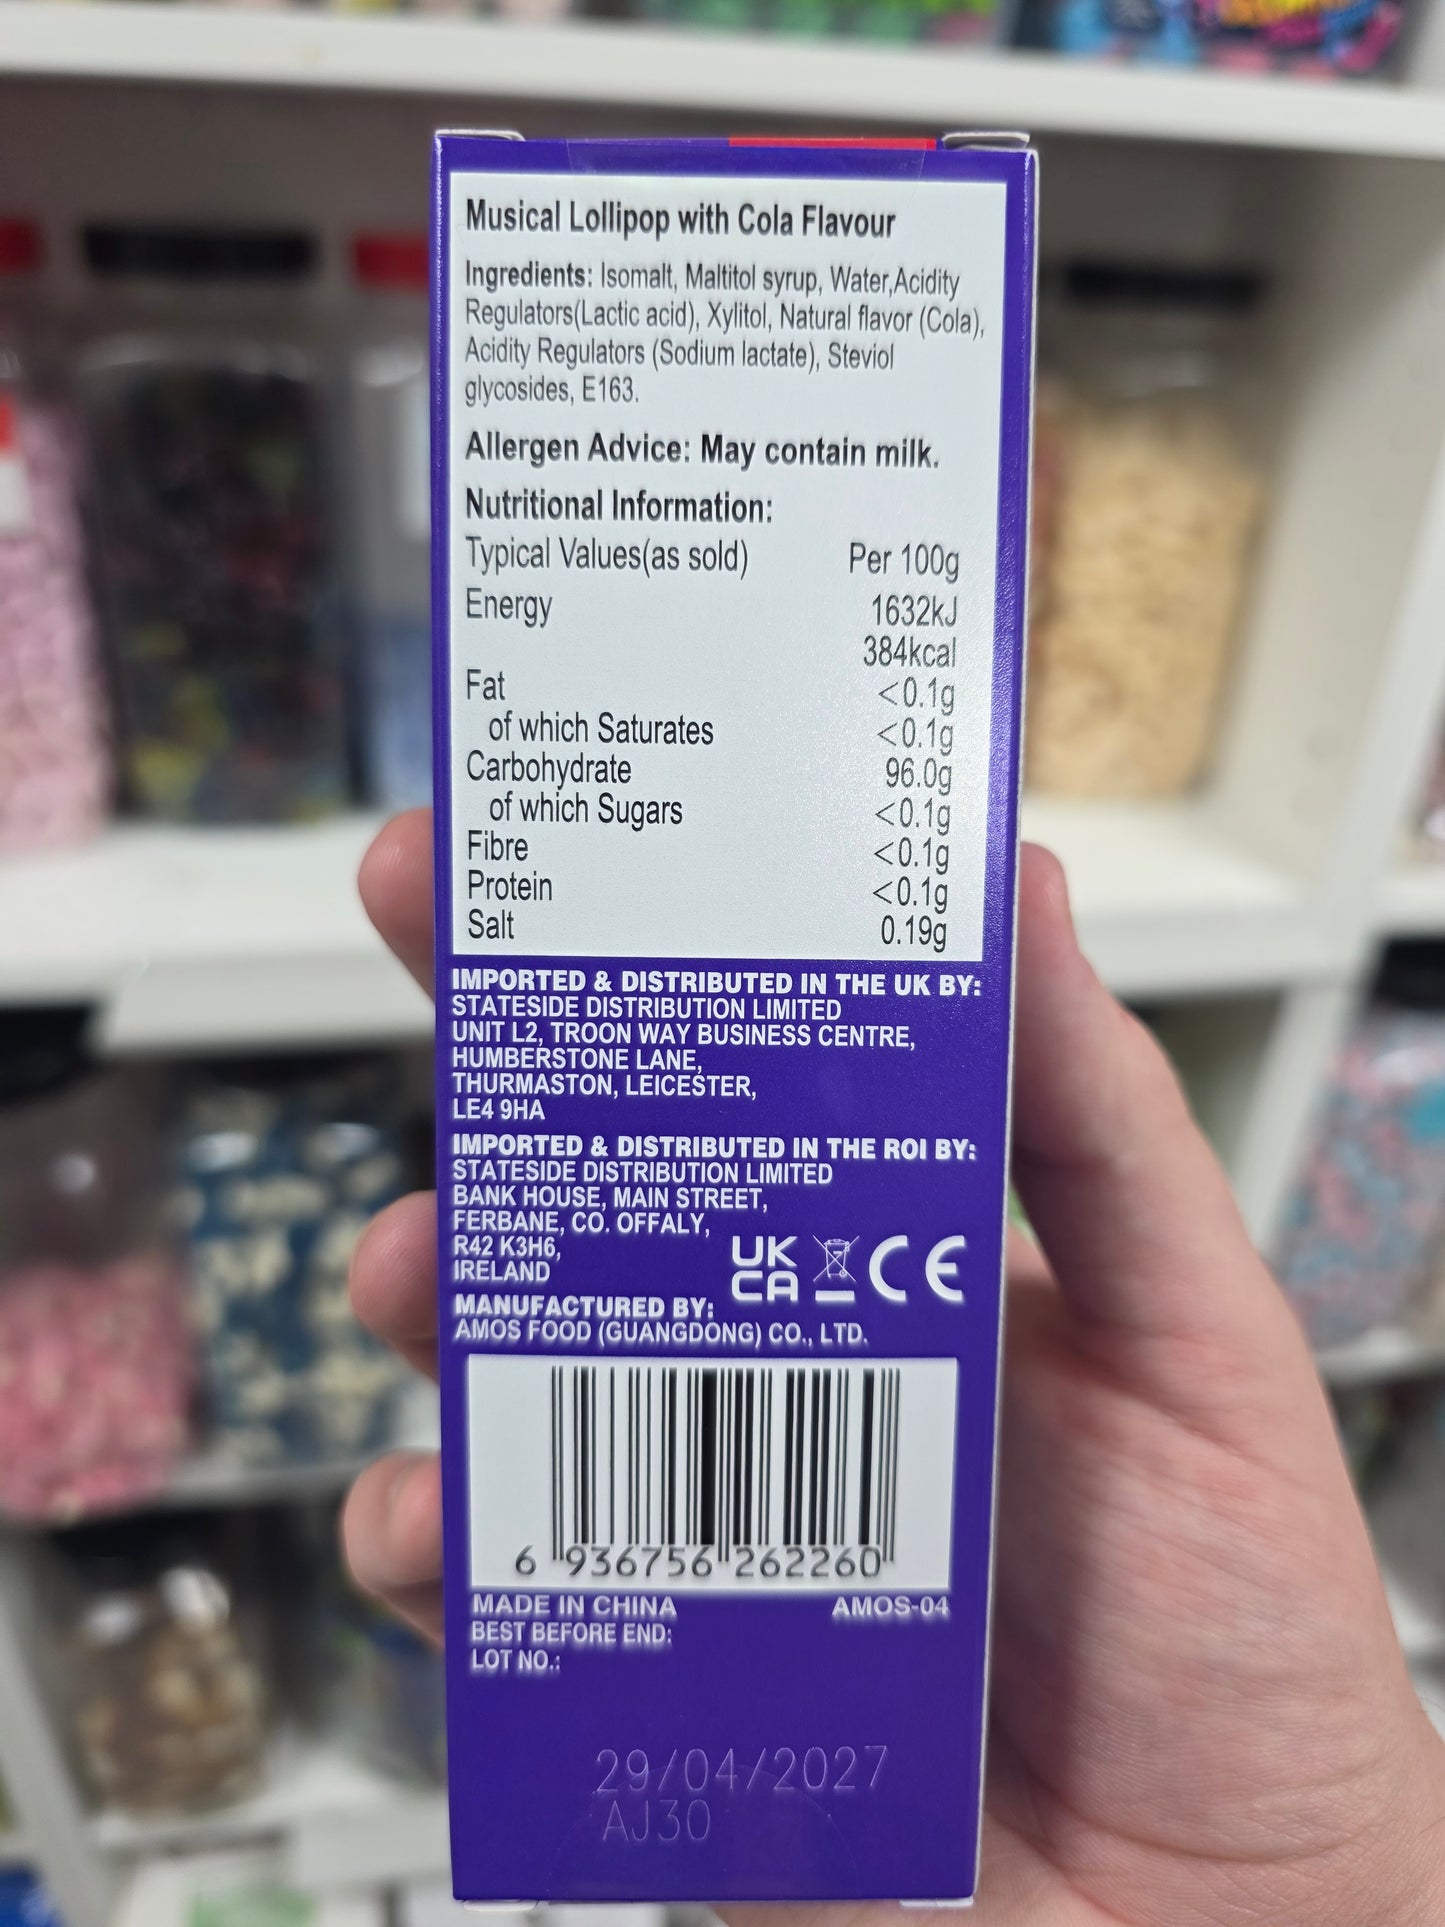 Musical Lollipop with Cola Flavour
Ingredients: Isomalt, Maltitol syrup, Water,Acidity
Regulators(Lactic acid), Xylitol, Natural flavor (Cola),
Acidity Regulators (Sodium lactate), Steviol
glycosides, E163.
Allergen Advice: May contain milk.
Nutritional Information:
Typical Values(as sold) Per 100g
Energy 1632kJ
384kcal
Fat <0.1g
of which Saturates <0.1g
Carbohydrate 96.0g
of which Sugars <0.1g
Fibre <0.1g
Protein <0.1g
Salt 0.19g
IMPORTED & DISTRIBUTED IN THE UK BY:
STATESIDE DISTRIBUTION LIMITED
UNIT L2, TROON WAY BUSINESS CENTRE,
HUMBERSTONE LANE,
THURMASTON, LEICESTER,
LE4 9HA
IMPORTED & DISTRIBUTED IN THE ROI BY:
STATESIDE DISTRIBUTION LIMITED
BANK HOUSE, MAIN STREET,
FERBANE, CO. OFFALY,
R42 K3H6,
IRELAND
UK
CA
CE
MANUFACTURED BY:
AMOS FOOD (GUANGDONG) CO., LTD.
6 936756 262260
MADE IN CHINA AMOS-04
BEST BEFORE END:
LOT NO.:
29/04/2027
AJ30